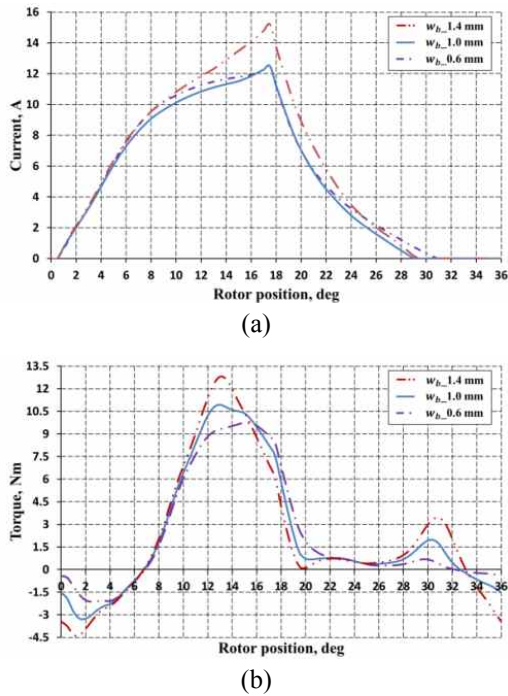 16
14
12
10
8
6
4
2
0
Current, A
w_b_1.4 mm
w_b_1.0 mm
w_b_0.6 mm
0 2 4 6 8 10 12 14 16 18 20 22 24 26 28 30 32 34 36
Rotor position, deg
(a)
13.5
12
10.5
9
7.5
6
4.5
3
1.5
0
-1.5
-3
-4.5
Torque, Nm
w_b_1.4 mm
w_b_1.0 mm
w_b_0.6 mm
0 2 4 6 8 10 12 14 16 18 20 22 24 26 28 30 32 34 36
Rotor position, deg
(b)